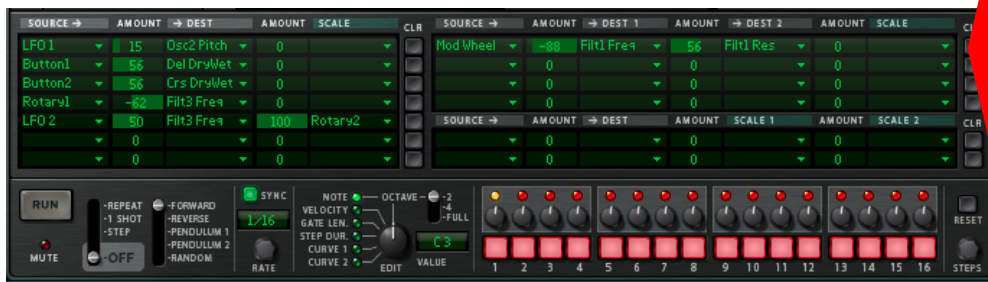 SOURCE → AMOUNT → DEST AMOUNT SCALE CLR SOURCE → AMOUNT → DEST 1 AMOUNT → DEST 2 AMOUNT SCALE
LFO 1 15 Osc2 Pitch 0 Mod Wheel -88 Filt1 Freq 56 Filt1 Res 0
Button1 56 Del DryWet 0 0 0 0
Button2 56 Crs DryWet 0 0 0 0
Rotary1 -62 Filt3 Freq 0 0 0 0
LFO 2 50 Filt3 Freq 100 Rotary2 SOURCE → AMOUNT → DEST AMOUNT SCALE 1 AMOUNT SCALE 2 CLR
0 0 0 0 0
0 0 0 0 0
RUN
MUTE
-REPEAT
-1 SHOT
-STEP
-OFF
-FORWARD
-REVERSE
-PENDULUM 1
-PENDULUM 2
-RANDOM
SYNC
1/16
RATE
NOTE
VELOCITY
GATE LEN.
STEP DUR.
CURVE 1
CURVE 2
EDIT
OCTAVE
-2
-4
-FULL
C 3
VALUE
1 2 3 4 5 6 7 8 9 10 11 12 13 14 15 16
RESET
STEPS